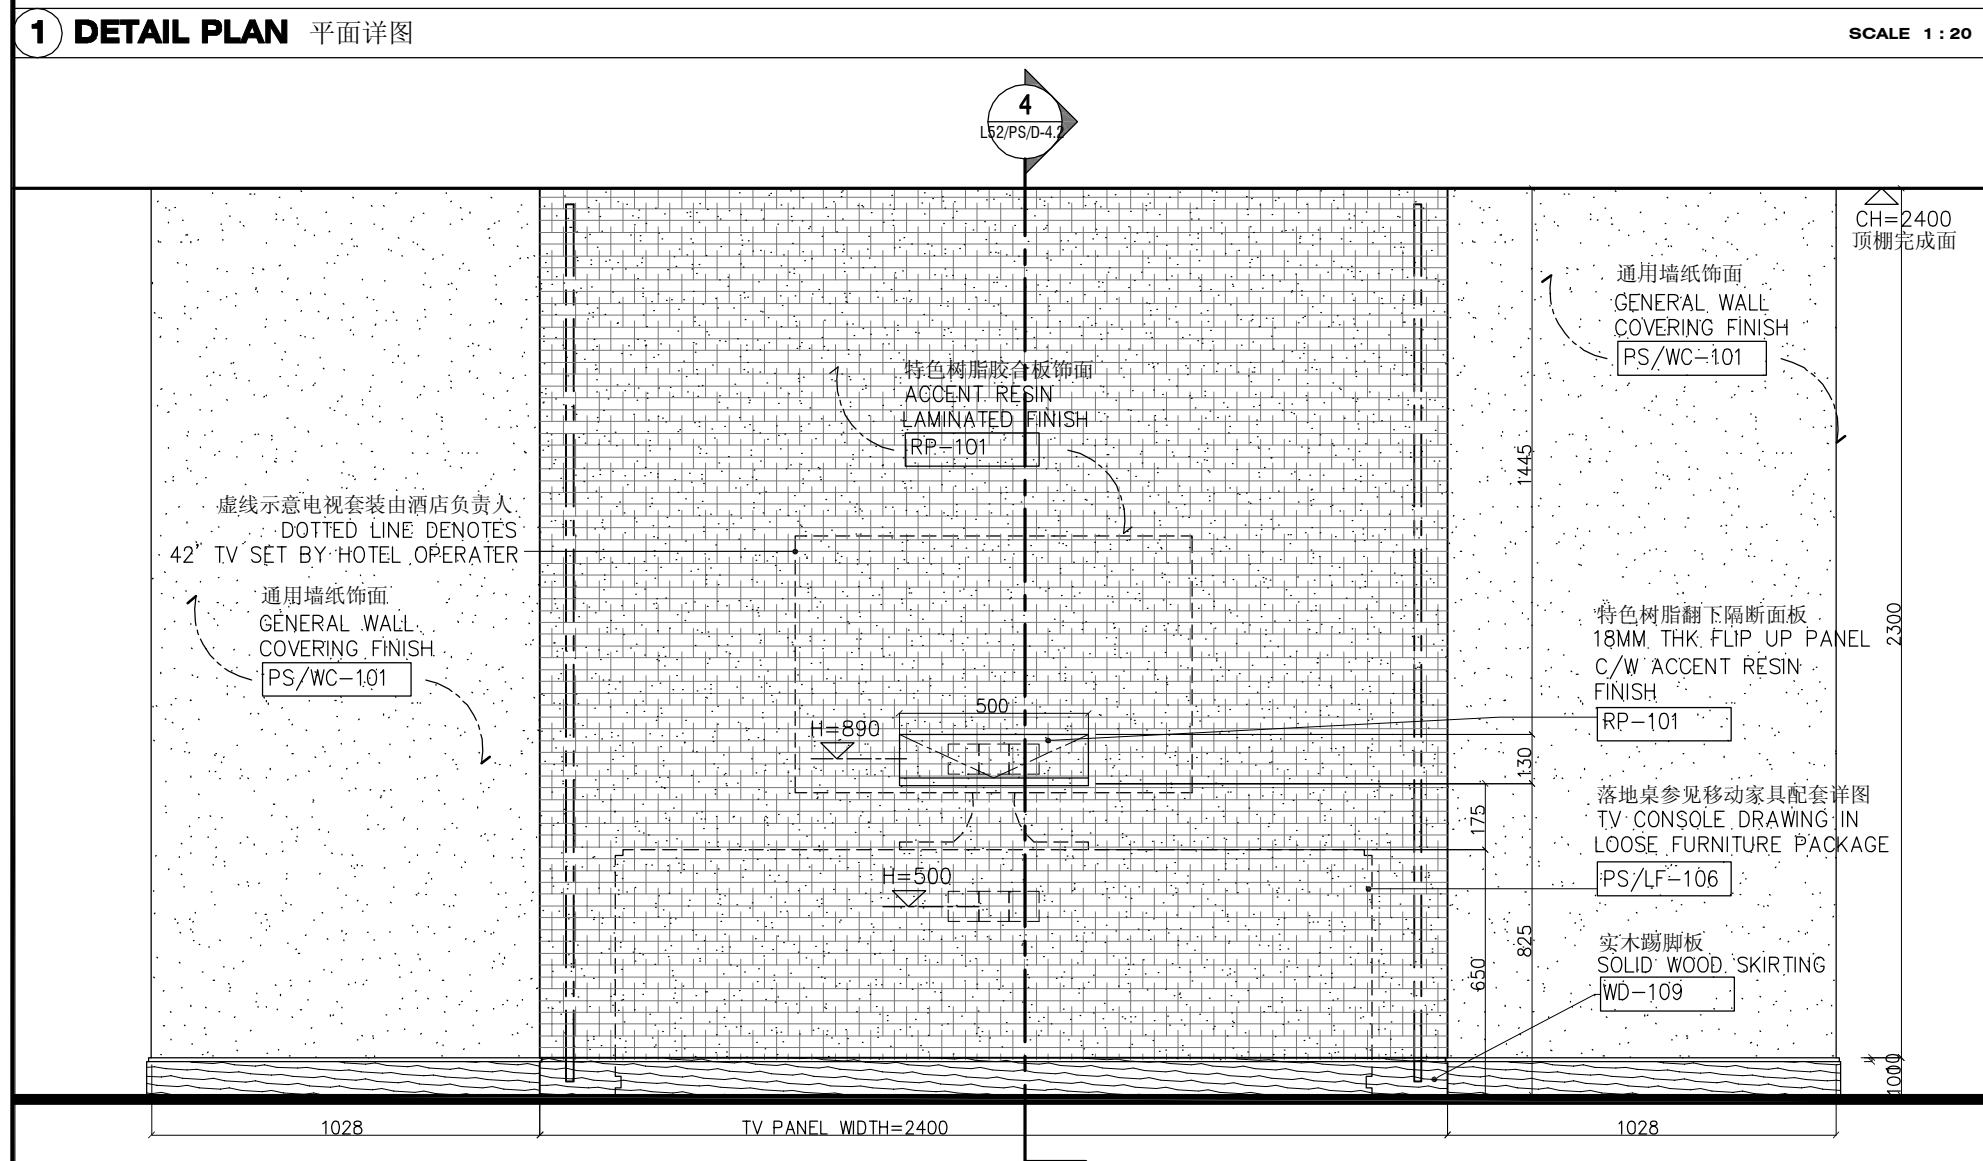 1 DETAIL PLAN 平面详图
SCALE 1 : 20
4
L52/PS/D-4.2
CH=2400
顶棚完成面
通用墙纸饰面
GENERAL WALL
COVERING FINISH
PS/WC-101
特色树脂胶合板饰面
ACCENT RESIN
LAMINATED FINISH
RP-101
1445
虚线示意电视套装由酒店负责人
DOTTED LINE DENOTES
42" TV SET BY HOTEL OPERATER
通用墙纸饰面
GENERAL WALL
COVERING FINISH
PS/WC-101
特色树脂翻下隔断面板
18MM THK FLIP UP PANEL
C/W ACCENT RESIN
FINISH
RP-101
2300
500
H=890
130
落地桌参见移动家具配套详图
TV CONSOLE DRAWING IN
LOOSE FURNITURE PACKAGE
PS/LF-106
175
H=500
实木踢脚板
SOLID WOOD SKIRTING
WD-109
825
650
100
1028
TV PANEL WIDTH=2400
1028